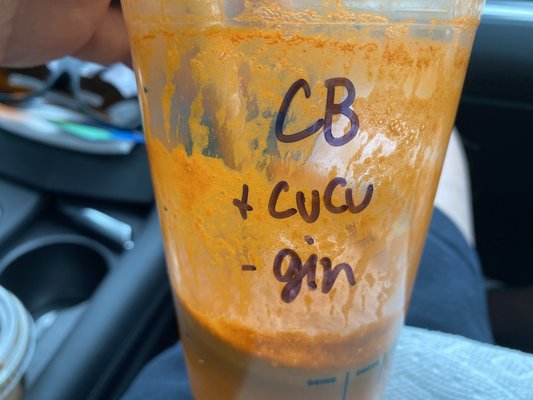 CB
+ CUCU
- gin